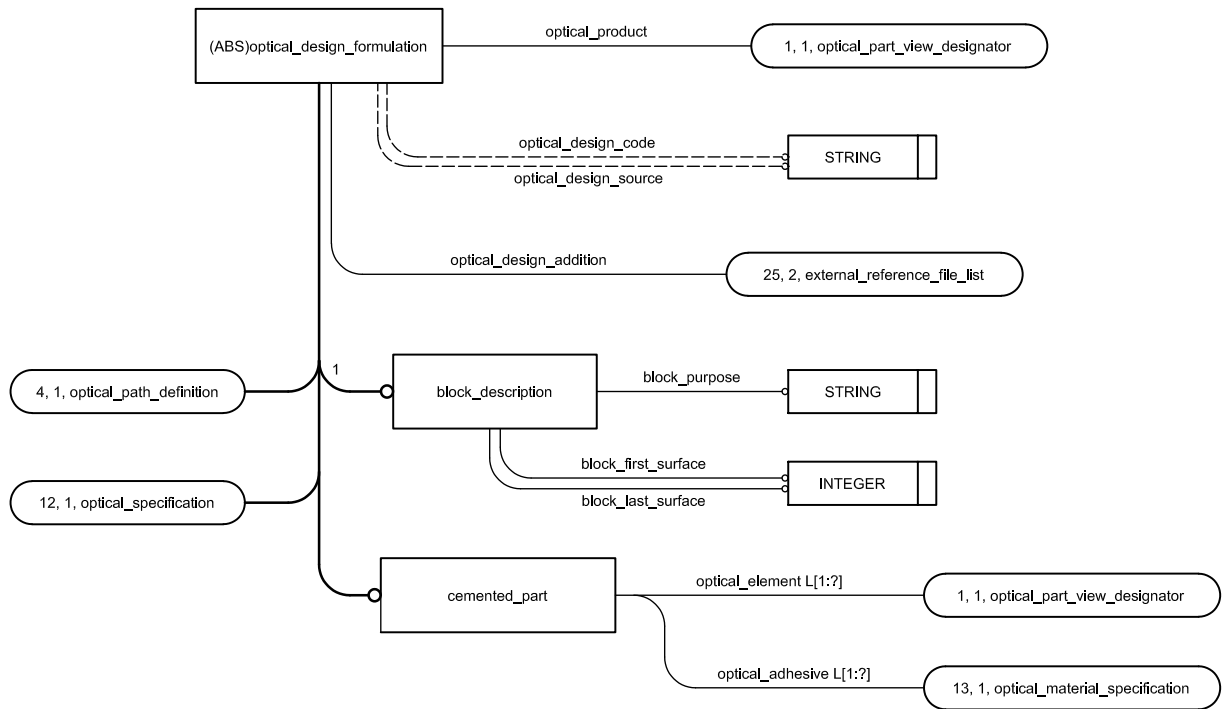 optical_product
(ABS)optical_design_formulation
1, 1, optical_part_view_designator
optical_design_code
STRING
optical_design_source
optical_design_addition
25, 2, external_reference_file_list
1
4, 1, optical_path_definition
block_description
block_purpose
STRING
block_first_surface
INTEGER
block_last_surface
12, 1, optical_specification
cemented_part
optical_element L[1:?]
1, 1, optical_part_view_designator
optical_adhesive L[1:?]
13, 1, optical_material_specification